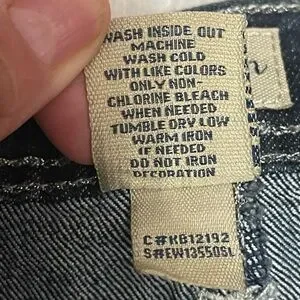 WASH INSIDE OUT
MACHINE
WASH COLD
WITH LIKE COLORS
ONLY NON-
CHLORINE BLEACH
WHEN NEEDED
TUMBLE DRY LOW
WARM IRON
IF NEEDED
DO NOT IRON
DECORATION
C#KB12192
S#EW13550SL